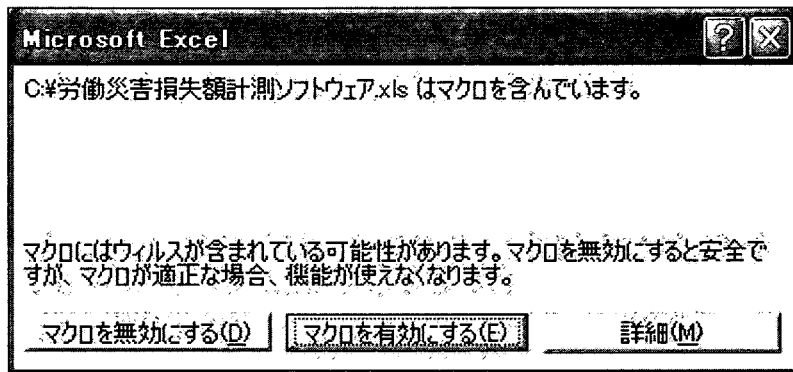 Microsoft Excel
C:¥労働災害損失額計測ソフトウェア.xls はマクロを含んでいます。
マクロにはウィルスが含まれている可能性があります。マクロを無効にすると安全で
すが、マクロが適正な場合、機能が使えなくなります。
マクロを無効にする(D) マクロを有効にする(E) 詳細(M)